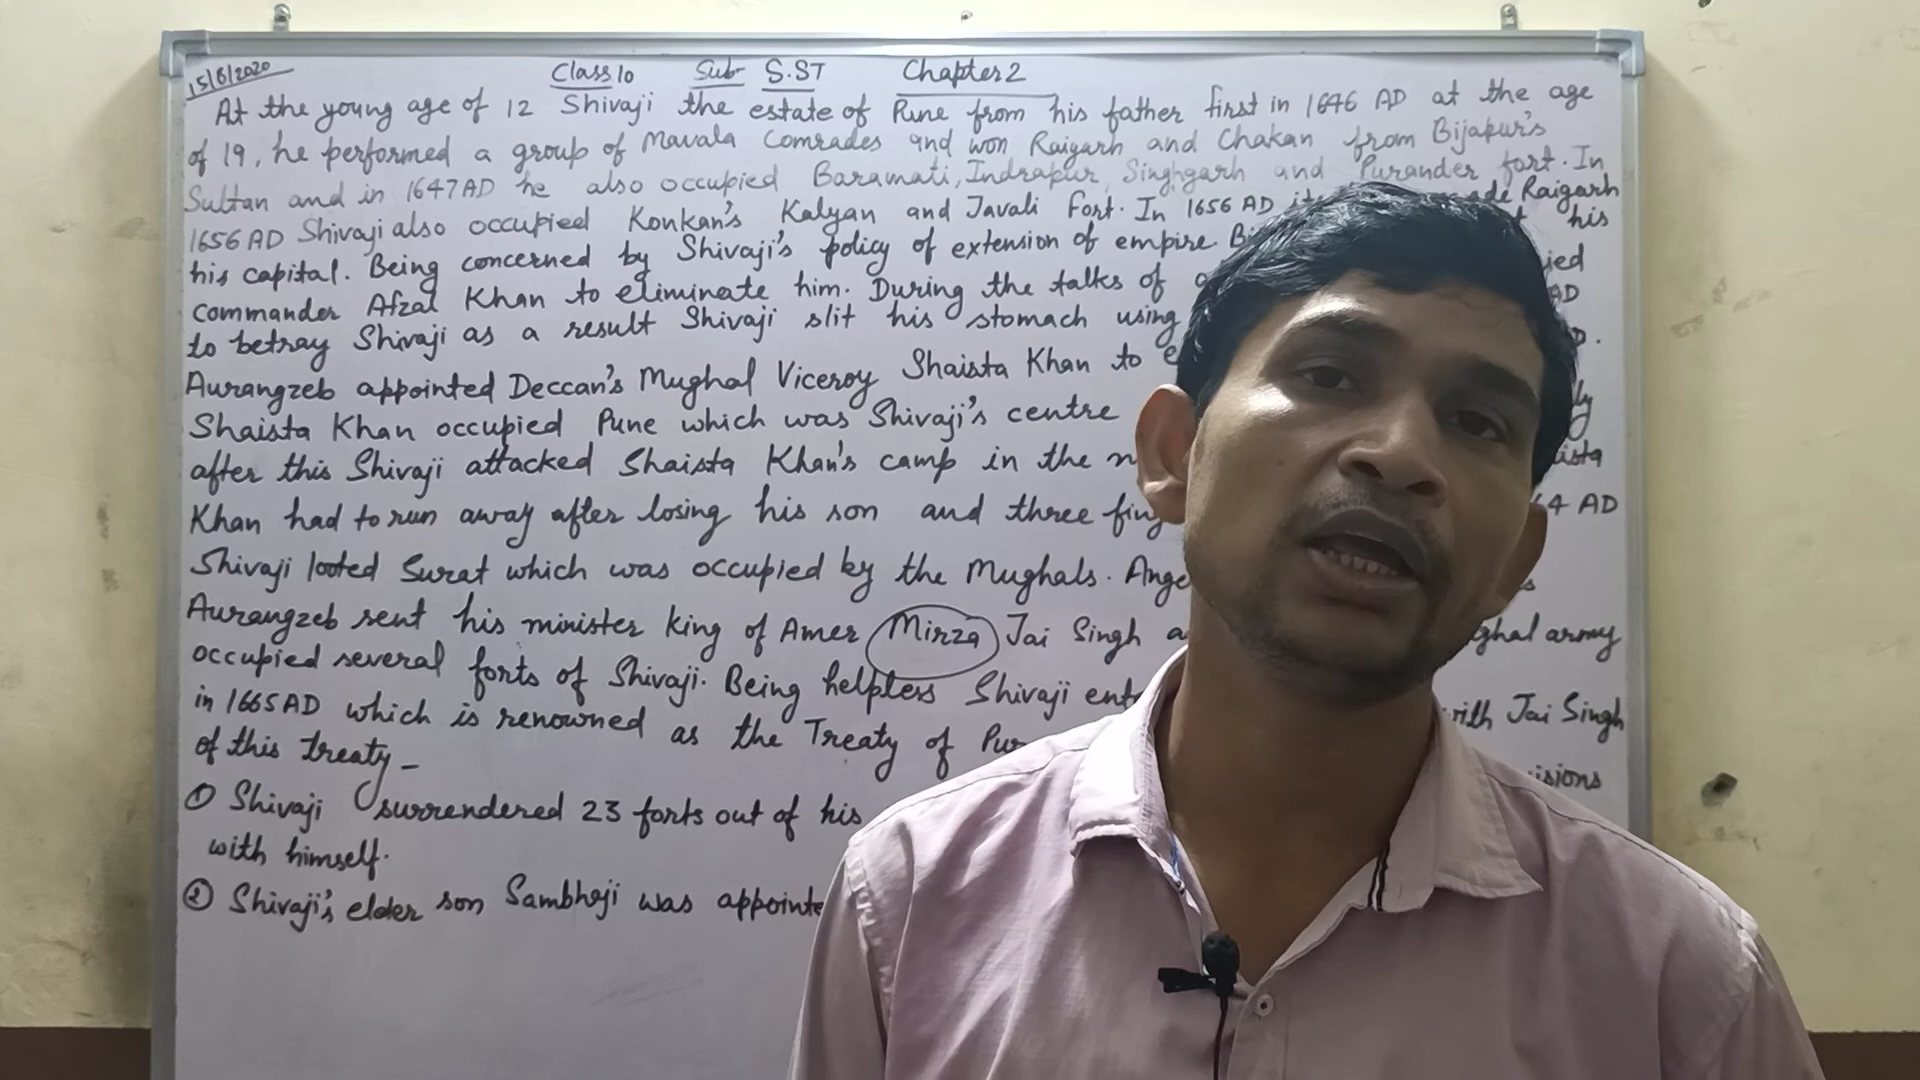 15/6/2020 Class 10 Sub- S.ST Chapter 2
At the young age of 12 Shivaji the estate of Pune from his father first in 1646 AD at the age
of 19, he performed a group of Mavala Comrades and won Raigarh and Chakan from Bijapur's
Sultan and in 1647AD he also occupied Baramati, Indrapur, Singhgarh and Purander fort. In
1656 AD Shivaji also occupied Konkan's Kalyan and Javali Fort. In 1656 AD Raigarh
his capital. Being concerned by Shivaji's policy of extension of empire. his
commander Afzal Khan to eliminate him. During the talks of
to betray Shivaji as a result Shivaji slit his stomach using AD
Aurangzeb appointed Deccan's Mughal Viceroy Shaista Khan to
Shaista Khan occupied Pune which was Shivaji's centre
after this Shivaji attacked Shaista Khan's camp in the
Khan had to run away after losing his son and three 4 AD
Shivaji looted Surat which was occupied by the Mughals.
Aurangzeb sent his minister king of Amer Mirza Jai Singh army
occupied several forts of Shivaji. Being helpless Shivaji
in 1665AD which is renowned as the Treaty of with Jai Singh
of this treaty -
① Shivaji surrendered 23 forts out of his
with himself.
② Shivaji's elder son Sambhaji was